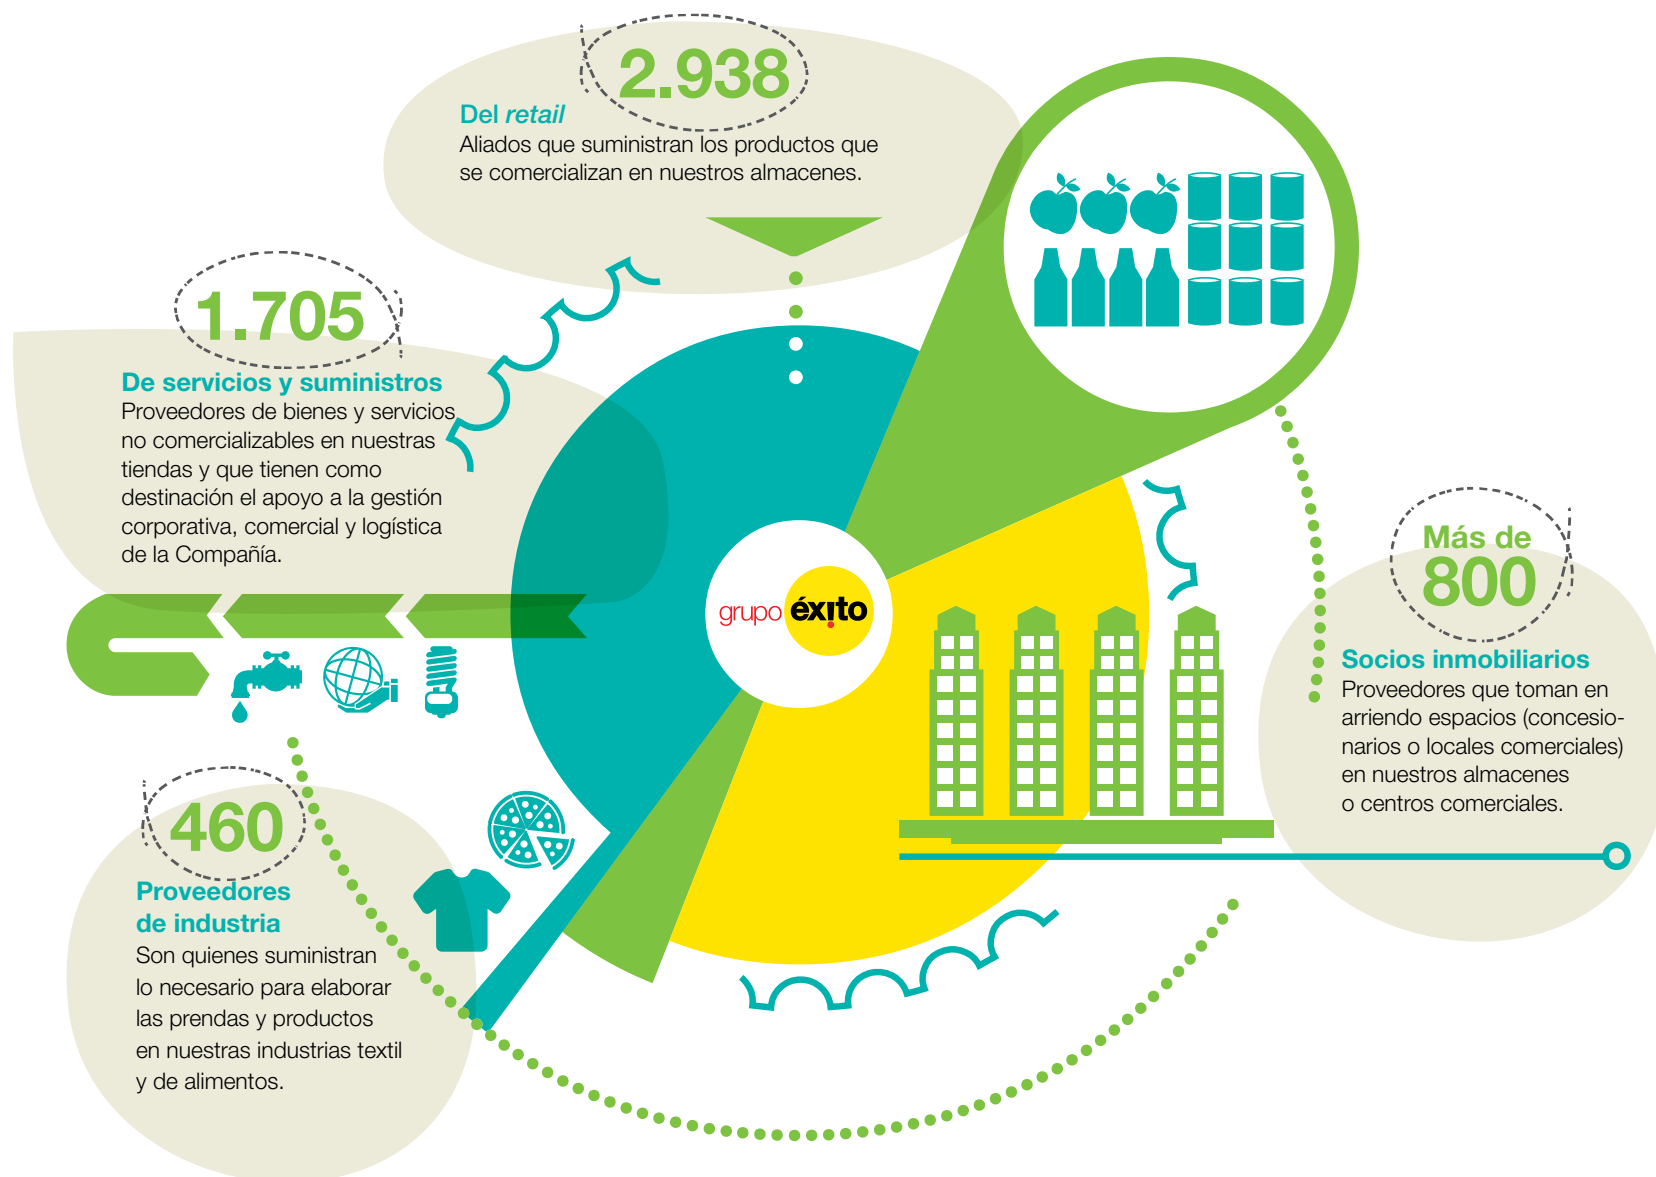 2.938
Del retail
Aliados que suministran los productos que
se comercializan en nuestros almacenes.
1.705
De servicios y suministros
Proveedores de bienes y servicios
no comercializables en nuestras
tiendas y que tienen como
destinación el apoyo a la gestión
corporativa, comercial y logística
de la Compañía.
grupo éxito
Más de
800
Socios inmobiliarios
Proveedores que toman en
arriendo espacios (concesio-
narios o locales comerciales)
en nuestros almacenes
o centros comerciales.
460
Proveedores
de industria
Son quienes suministran
lo necesario para elaborar
las prendas y productos
en nuestras industrias textil
y de alimentos.